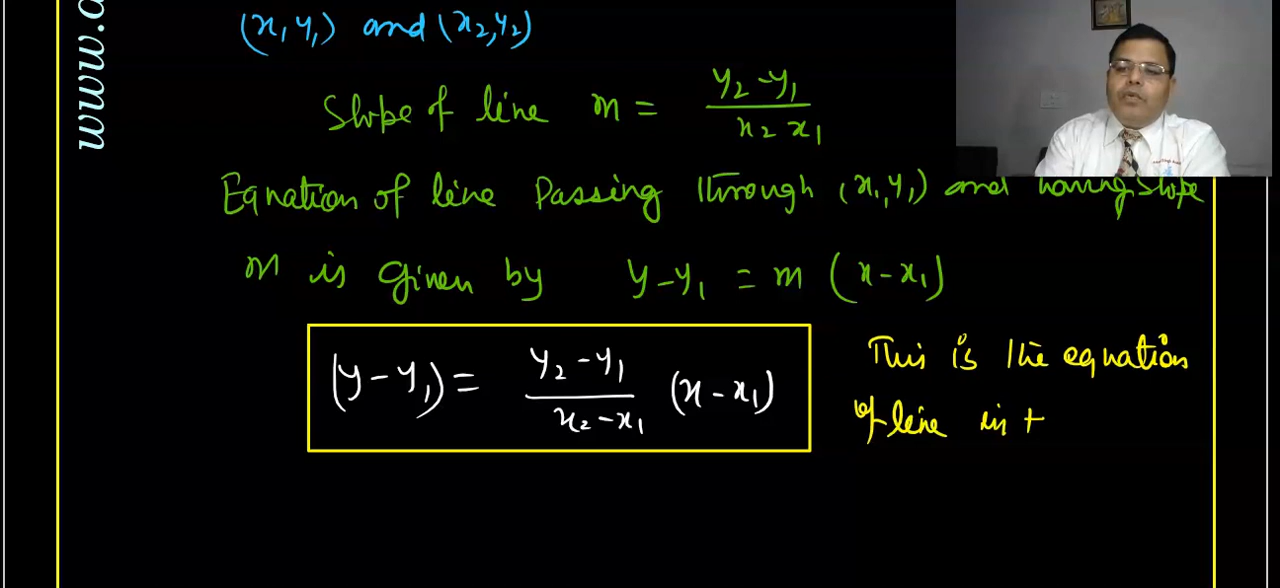 (x₁,y₁) and (x₂,y₂)
Slope of line m = y₂-y₁ / x₂ x₁
Equation of line Passing through (x₁,y₁) and having slope
m is given by y-y₁ = m (x-x₁)
(y-y₁) = y₂-y₁ / x₂-x₁ (x-x₁)
This is the equation
of line in t
www.